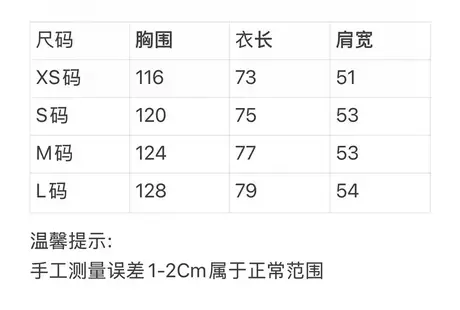 尺码 胸围 衣长 肩宽
XS码 116 73 51
S码 120 75 53
M码 124 77 53
L码 128 79 54
温馨提示:
手工测量误差1-2Cm属于正常范围